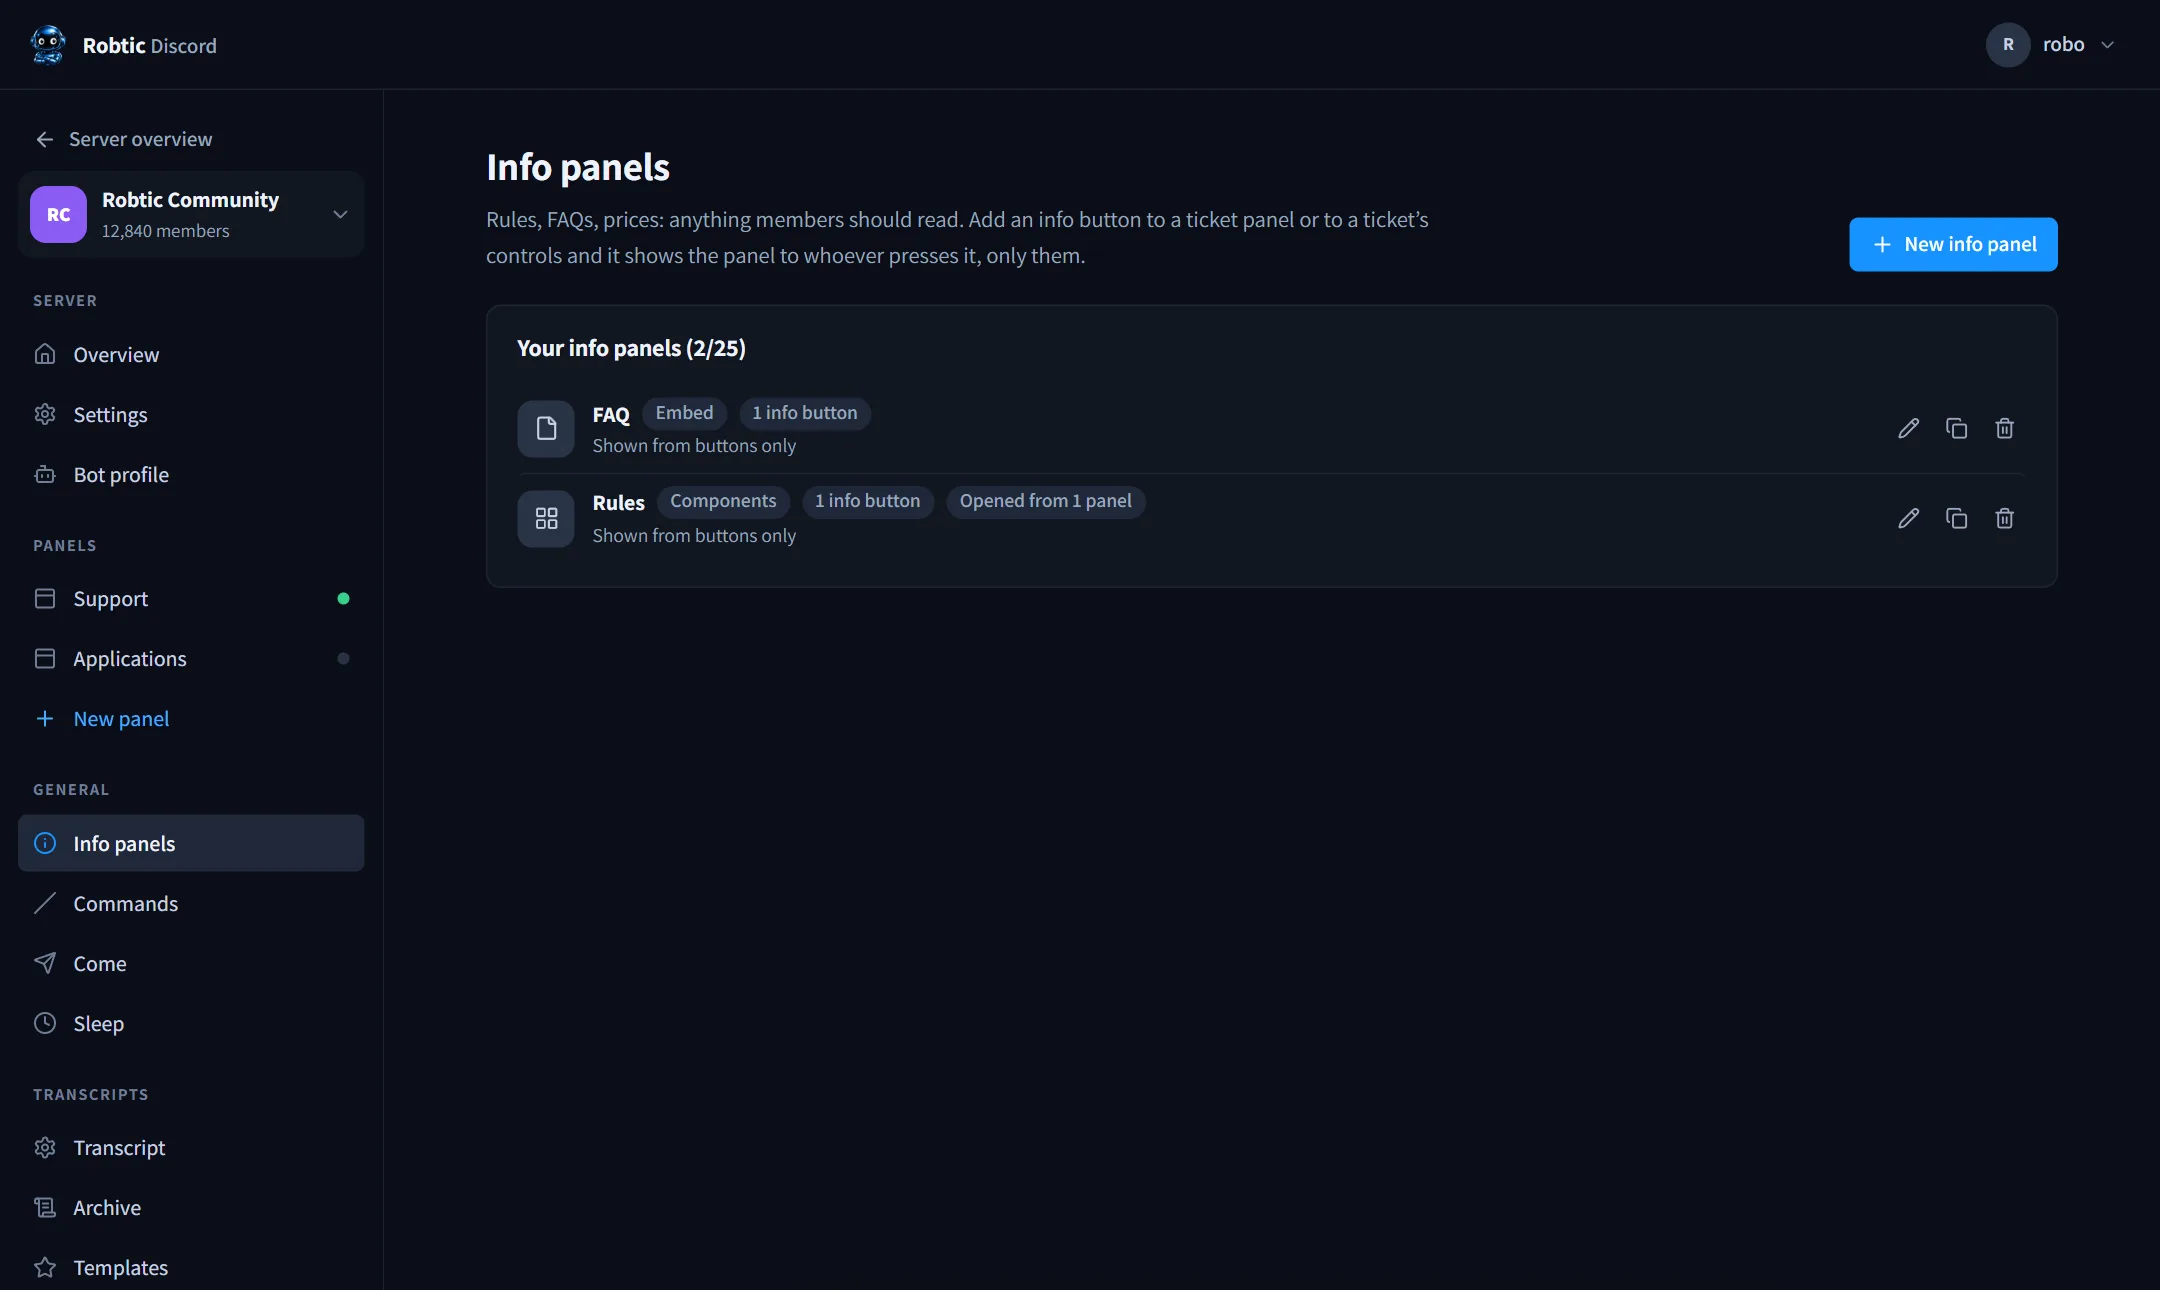 Robtic Discord
R robo
Server overview
RC Robtic Community
12,840 members
SERVER
Overview
Settings
Bot profile
PANELS
Support
Applications
New panel
GENERAL
Info panels
Commands
Come
Sleep
TRANSCRIPTS
Transcript
Archive
Templates
Info panels
Rules, FAQs, prices: anything members should read. Add an info button to a ticket panel or to a ticket’s
controls and it shows the panel to whoever presses it, only them.
New info panel
Your info panels (2/25)
FAQ Embed 1 info button
Shown from buttons only
Rules Components 1 info button Opened from 1 panel
Shown from buttons only